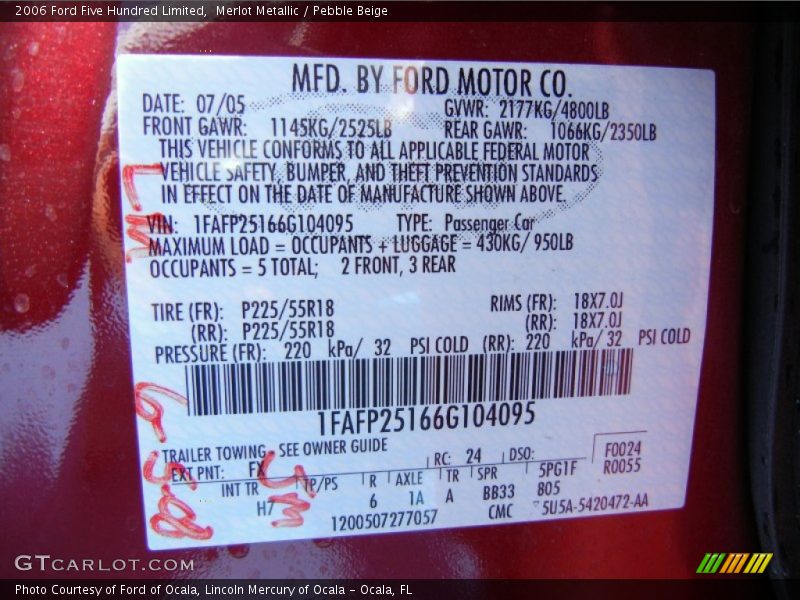 2006 Ford Five Hundred Limited,  Merlot Metallic / Pebble Beige
MFD. BY FORD MOTOR CO.
DATE: 07/05 GVWR: 2177KG/4800LB
FRONT GAWR: 1145KG/2525LB REAR GAWR: 1066KG/2350LB
THIS VEHICLE CONFORMS TO ALL APPLICABLE FEDERAL MOTOR
VEHICLE SAFETY, BUMPER, AND THEFT PREVENTION STANDARDS
IN EFFECT ON THE DATE OF MANUFACTURE SHOWN ABOVE.
VIN: 1FAFP25166G104095 TYPE: Passenger Car
MAXIMUM LOAD = OCCUPANTS + LUGGAGE = 430KG/ 950LB
OCCUPANTS = 5 TOTAL; 2 FRONT, 3 REAR
TIRE (FR): P225/55R18 RIMS (FR): 18X7.0J
(RR): P225/55R18 (RR): 18X7.0J
PRESSURE (FR): 220 kPa/ 32 PSI COLD (RR): 220 kPa/ 32 PSI COLD
1FAFP25166G104095
TRAILER TOWING - SEE OWNER GUIDE
EXT PNT: FX RC: 24 DSO: F0024
R0055
INT TR TP/PS R AXLE TR SPR 5PG1F
H7 6 1A A BB33 B05
1200507277057 CMC 5U5A-5420472-AA
LM
GTCARLOT.COM
Photo Courtesy of Ford of Ocala, Lincoln Mercury of Ocala - Ocala, FL